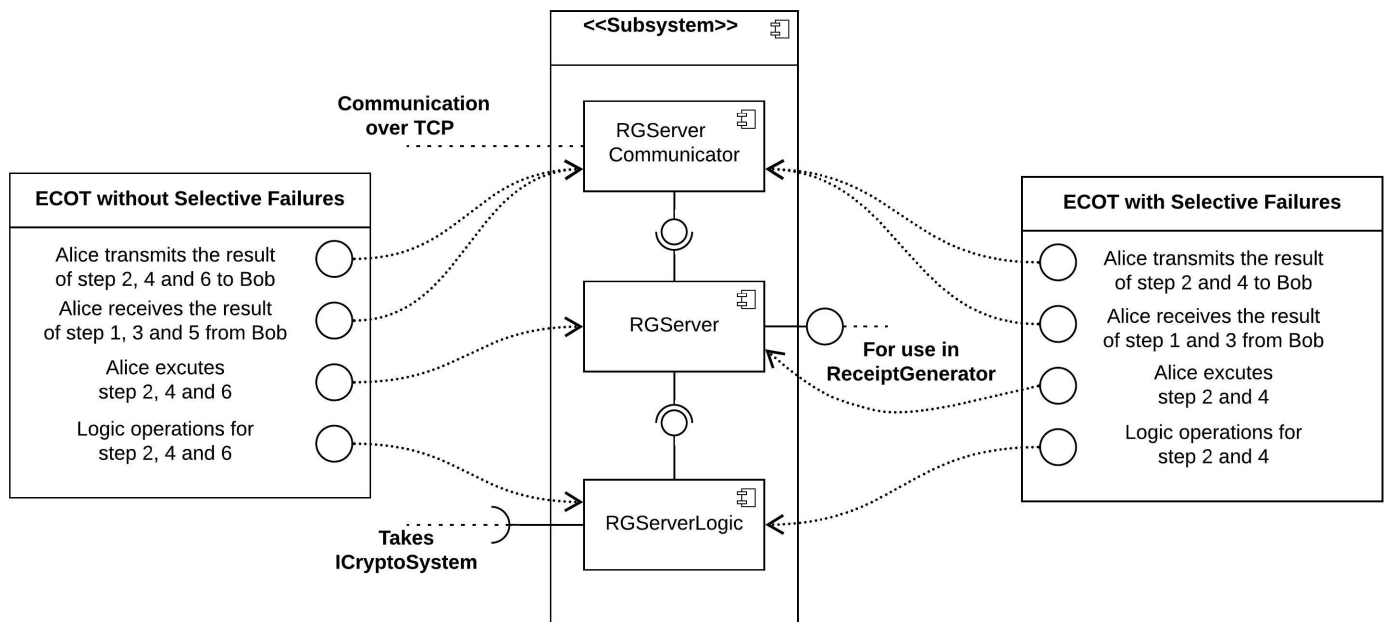 <<Subsystem>>
Communication
over TCP
RGServer
Communicator
ECOT without Selective Failures
Alice transmits the result
of step 2, 4 and 6 to Bob
Alice receives the result
of step 1, 3 and 5 from Bob
Alice excutes
step 2, 4 and 6
Logic operations for
step 2, 4 and 6
RGServer
For use in
ReceiptGenerator
RGServerLogic
Takes
ICryptoSystem
ECOT with Selective Failures
Alice transmits the result
of step 2 and 4 to Bob
Alice receives the result
of step 1 and 3 from Bob
Alice excutes
step 2 and 4
Logic operations for
step 2 and 4